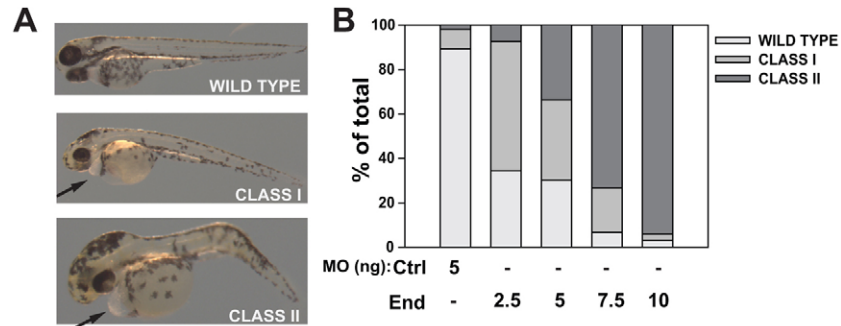 A
WILD TYPE
CLASS I
CLASS II
B
% of total
100
80
60
40
20
0
WILD TYPE
CLASS I
CLASS II
MO (ng): Ctrl 5 - - - -
End - 2.5 5 7.5 10